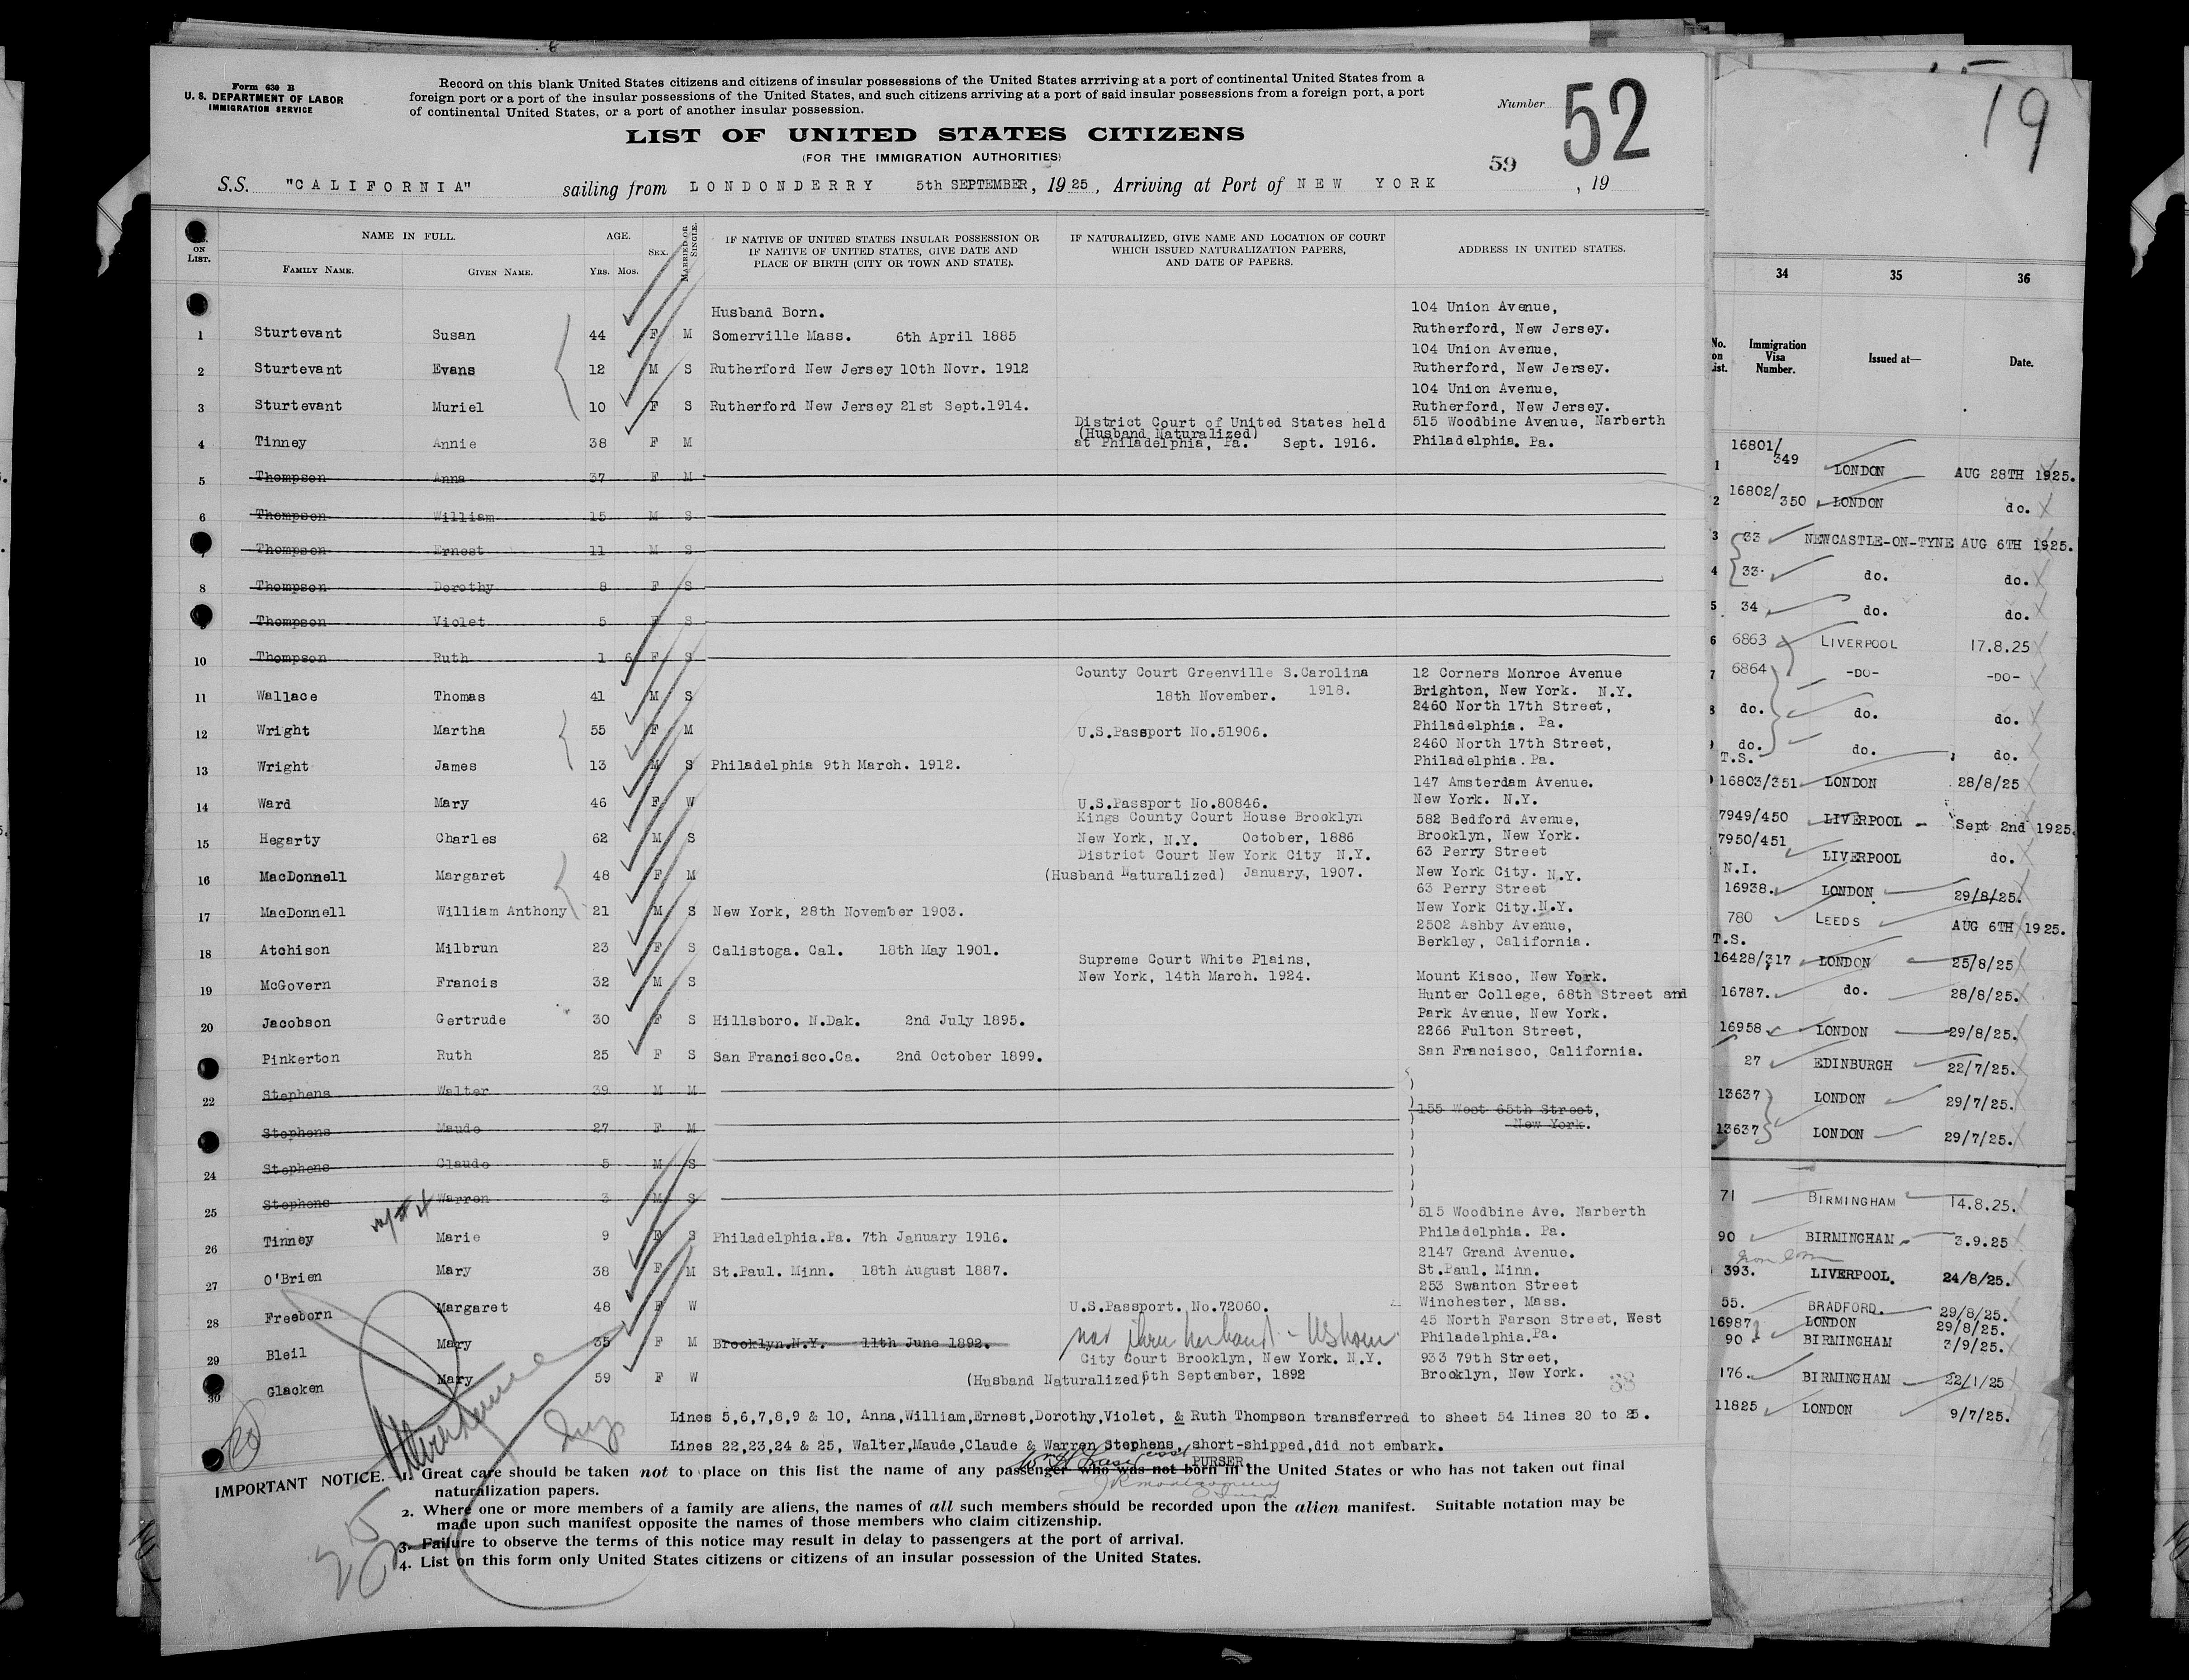 Form 630 B
U. S. DEPARTMENT OF LABOR
IMMIGRATION SERVICE
Record on this blank United States citizens and citizens of insular possessions of the United States arrriving at a port of continental United States from a
foreign port or a port of the insular possessions of the United States, and such citizens arriving at a port of said insular possessions from a foreign port, a port
of continental United States, or a port of another insular possession.
Number 52
LIST OF UNITED STATES CITIZENS
(FOR THE IMMIGRATION AUTHORITIES)
59
S.S. "CALIFORNIA" sailing from LONDONDERRY 5th SEPTEMBER, 1925, Arriving at Port of NEW YORK , 19
ON LIST. NAME IN FULL. FAMILY NAME. GIVEN NAME. AGE. Yrs. Mos. SEX. MARRIED OR SINGLE. IF NATIVE OF UNITED STATES INSULAR POSSESSION OR IF NATIVE OF UNITED STATES, GIVE DATE AND PLACE OF BIRTH (CITY OR TOWN AND STATE). IF NATURALIZED, GIVE NAME AND LOCATION OF COURT WHICH ISSUED NATURALIZATION PAPERS, AND DATE OF PAPERS. ADDRESS IN UNITED STATES.
1 Sturtevant Susan 44 F M Husband Born. Somerville Mass. 6th April 1885 104 Union Avenue, Rutherford, New Jersey.
2 Sturtevant Evans 12 M S Rutherford New Jersey 10th Novr. 1912 104 Union Avenue, Rutherford, New Jersey.
3 Sturtevant Muriel 10 F S Rutherford New Jersey 21st Sept.1914. 104 Union Avenue, Rutherford, New Jersey.
4 Tinney Annie 38 F M District Court of United States held (Husband Naturalized) at Philadelphia, Pa. Sept. 1916. 515 Woodbine Avenue, Narberth Philadelphia. Pa.
5 Thompson Anna 37 F M
6 Thompson William 15 M S
7 Thompson Ernest 11 M S
8 Thompson Dorothy 8 F S
Thompson Violet 5 F S
10 Thompson Ruth 1 6 F S
11 Wallace Thomas 41 M S County Court Greenville S.Carolina 18th November. 1918. 12 Corners Monroe Avenue Brighton, New York. N.Y.
12 Wright Martha 55 F M U.S.Passport No.51906. 2460 North 17th Street, Philadelphia. Pa.
13 Wright James 13 M S Philadelphia 9th March. 1912. 2460 North 17th Street, Philadelphia. Pa.
14 Ward Mary 46 F W U.S.Passport No.80846. 147 Amsterdam Avenue. New York. N.Y.
15 Hegarty Charles 62 M S Kings County Court House Brooklyn New York, N.Y. October, 1886 582 Bedford Avenue, Brooklyn, New York.
16 MacDonnell Margaret 48 F M District Court New York City N.Y. (Husband Naturalized) January, 1907. 63 Perry Street New York City. N.Y.
17 MacDonnell William Anthony 21 M S New York, 28th November 1903. 63 Perry Street New York City.N.Y.
18 Atchison Milbrun 23 F S Calistoga. Cal. 18th May 1901. 2502 Ashby Avenue, Berkley, California.
19 McGovern Francis 32 M S Supreme Court White Plains, New York, 14th March. 1924. Mount Kisco, New York.
20 Jacobson Gertrude 30 F S Hillsboro. N.Dak. 2nd July 1895. Hunter College, 68th Street and Park Avenue, New York.
Pinkerton Ruth 25 F S San Francisco.Ca. 2nd October 1899. 2266 Fulton Street, San Francisco, California.
22 Stephens Walter 39 M M
Stephens Maude 27 F M 155 West 65th Street, New York.
24 Stephens Claude 5 M S
25 Stephens Warren 3 M S
26 Tinney Marie 9 F S Philadelphia.Pa. 7th January 1916. 515 Woodbine Ave. Narberth Philadelphia. Pa.
27 O'Brien Mary 38 F M St.Paul. Minn. 18th August 1887. 2147 Grand Avenue. St.Paul. Minn.
28 Freeborn Margaret 48 F W U.S.Passport. No.72060. 253 Swanton Street Winchester, Mass.
29 Bleil Mary 35 F M Brooklyn.N.Y. 11th June 1892. 45 North Farson Street, West Philadelphia.Pa.
30 Glacken Mary 59 F W City Court Brooklyn, New York. N.Y. (Husband Naturalized) 6th September, 1892 933 79th Street, Brooklyn, New York.
Lines 5,6,7,8,9 & 10, Anna,William,Ernest,Dorothy,Violet, & Ruth Thompson transferred to sheet 54 lines 20 to 25.
Lines 22,23,24 & 25, Walter,Maude,Claude & Warren Stephens, short-shipped,did not embark.
PURSER.
IMPORTANT NOTICE.—1. Great care should be taken not to place on this list the name of any passenger who was not born in the United States or who has not taken out final
naturalization papers.
2. Where one or more members of a family are aliens, the names of all such members should be recorded upon the alien manifest. Suitable notation may be
made upon such manifest opposite the names of those members who claim citizenship.
3. Failure to observe the terms of this notice may result in delay to passengers at the port of arrival.
4. List on this form only United States citizens or citizens of an insular possession of the United States.
19
34 35 36
No. on List. Immigration Visa Number. Issued at— Date.
1 16801/349 LONDON AUG 28TH 1925.
2 16802/350 LONDON do.
3 33 NEWCASTLE-ON-TYNE AUG 6TH 1925.
4 33 do. do.
5 34 do. do.
6 6863 LIVERPOOL 17.8.25
7 6864 -DO- -DO-
8 do. do. do.
9 do. do. do.
T.S.
16803/351 LONDON 28/8/25
7949/450 LIVERPOOL Sept 2nd 1925.
7950/451 LIVERPOOL do.
N.I.
16938. LONDON 29/8/25.
780 LEEDS AUG 6TH 1925.
T.S.
16428/317 LONDON 25/8/25
16787. do. 28/8/25.
16958 LONDON 29/8/25.
27 EDINBURGH 22/7/25.
13637 LONDON 29/7/25.
13637 LONDON 29/7/25.
71 BIRMINGHAM 14.8.25.
90 BIRMINGHAM 3.9.25
393. LIVERPOOL. 24/8/25.
55. BRADFORD. 29/8/25.
16987 LONDON 29/8/25.
90 BIRMINGHAM 3/9/25.
176. BIRMINGHAM 22/1/25
11825 LONDON 9/7/25.